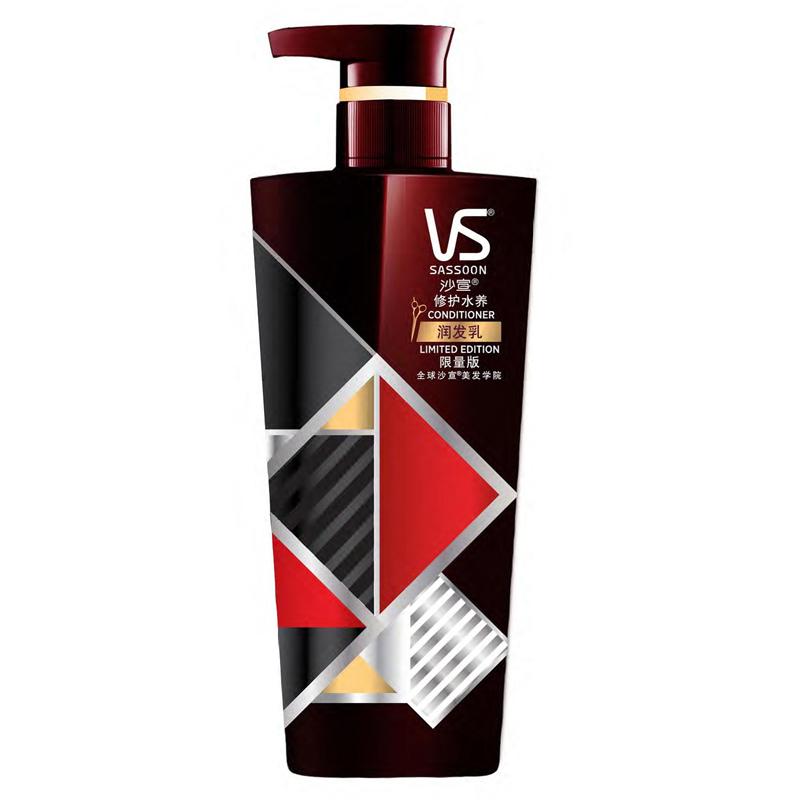 VS®
SASSOON
沙宣®
修护水养
CONDITIONER
润发乳
LIMITED EDITION
限量版
全球沙宣®美发学院